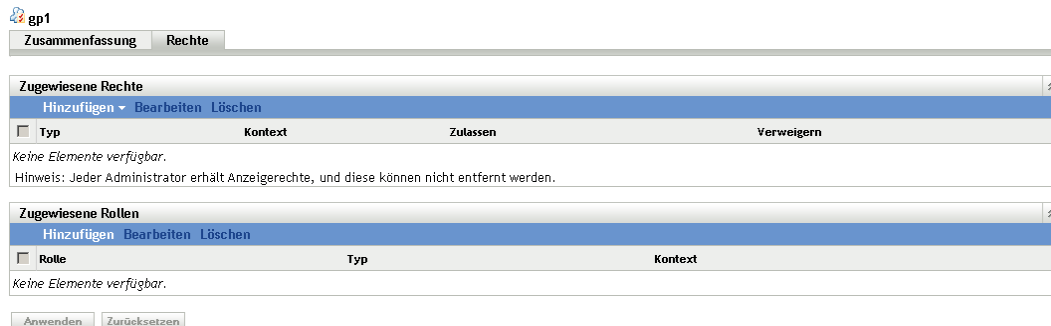 gp1
Zusammenfassung Rechte
Zugewiesene Rechte
Hinzufügen Bearbeiten Löschen
Typ Kontext Zulassen Verweigern
Keine Elemente verfügbar.
Hinweis: Jeder Administrator erhält Anzeigerechte, und diese können nicht entfernt werden.
Zugewiesene Rollen
Hinzufügen Bearbeiten Löschen
Rolle Typ Kontext
Keine Elemente verfügbar.
Anwenden Zurücksetzen